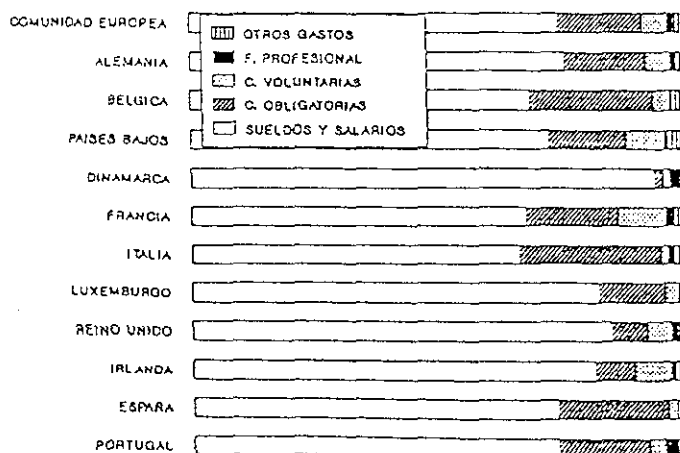 COMUNIDAD EUROPEA
OTROS GASTOS
F. PROFESIONAL
C. VOLUNTARIAS
C. OBLIGATORIAS
SUELDOS Y SALARIOS
ALEMANIA
BELGICA
PAISES BAJOS
DINAMARCA
FRANCIA
ITALIA
LUXEMBURGO
REINO UNIDO
IRLANDA
ESPAÑA
PORTUGAL